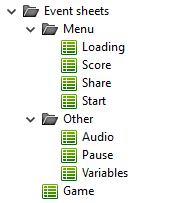 Event sheets
Menu
Loading
Score
Share
Start
Other
Audio
Pause
Variables
Game